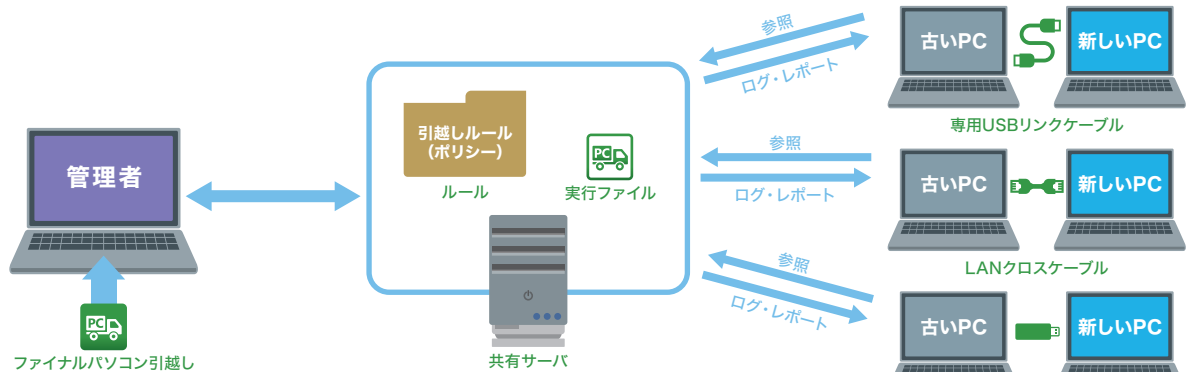 管理者
PC
ファイナルパソコン引越し
引越しルール
（ポリシー）
ルール
PC
実行ファイル
共有サーバ
参照
ログ・レポート
古いPC
新しいPC
専用USBリンクケーブル
参照
ログ・レポート
古いPC
新しいPC
LANクロスケーブル
参照
ログ・レポート
古いPC
新しいPC